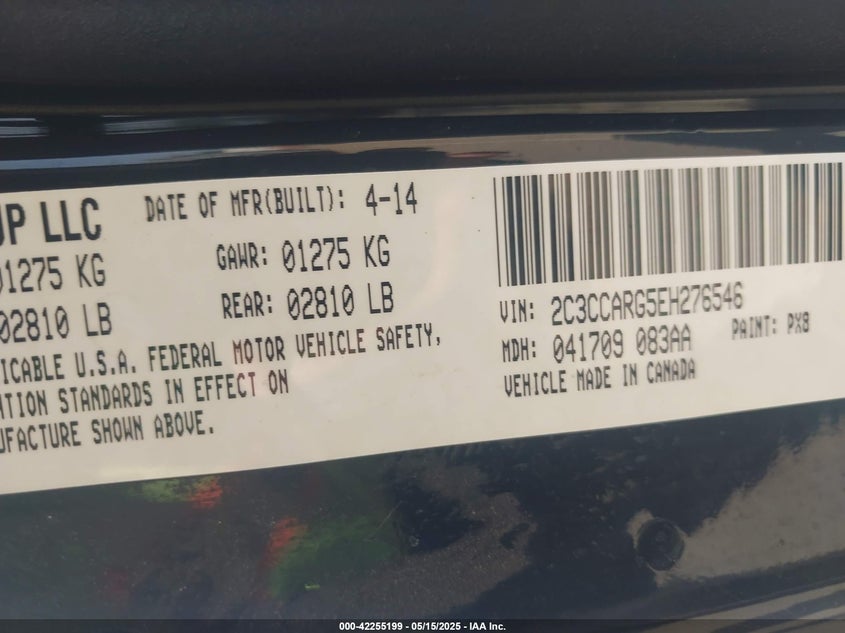 UP LLC
DATE OF MFR(BUILT): 4-14
01275 KG
GAWR: 01275 KG
02810 LB
REAR: 02810 LB
ICABLE U.S.A. FEDERAL MOTOR VEHICLE SAFETY,
TION STANDARDS IN EFFECT ON
UFACTURE SHOWN ABOVE.
VIN: 2C3CCARG5EH276546
MDH: 041709 083AA PAINT: PX8
VEHICLE MADE IN CANADA
000-42255199 - 05/15/2025 - IAA Inc.